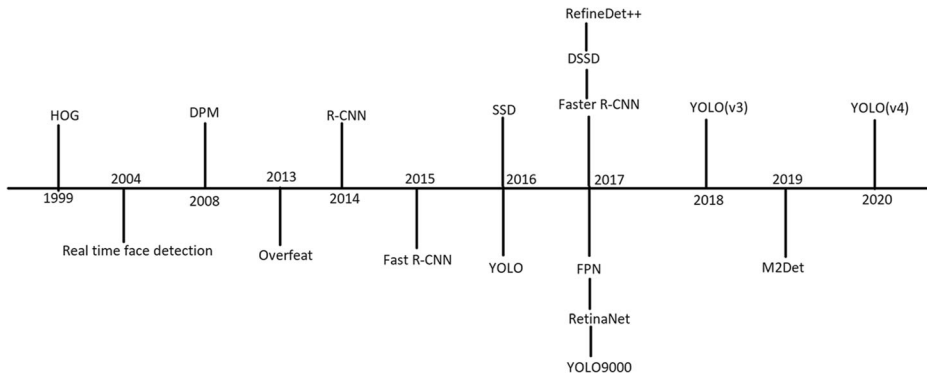 RefineDet++
DSSD
HOG
DPM
R-CNN
SSD
Faster R-CNN
YOLO(v3)
YOLO(v4)
2004
2013
2015
2016
2017
2019
1999
2008
2014
2018
2020
Real time face detection
Overfeat
Fast R-CNN
YOLO
FPN
M2Det
RetinaNet
YOLO9000